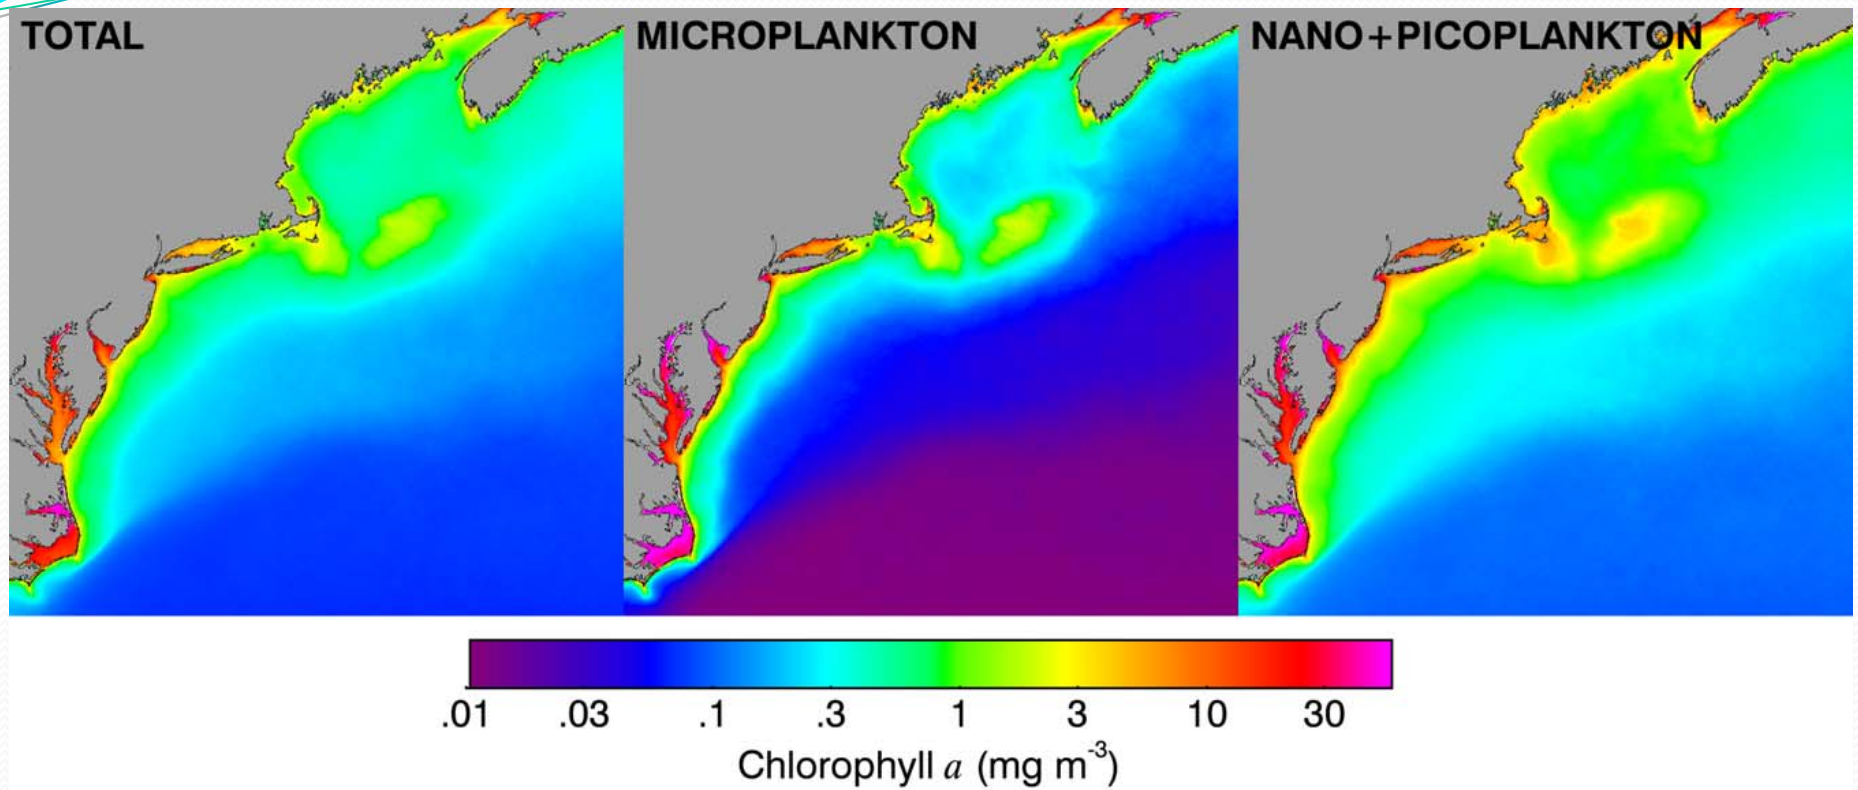 TOTAL
MICROPLANKTON
NANO+PICOPLANKTON
.01 .03 .1 .3 1 3 10 30
Chlorophyll a (mg m-3)